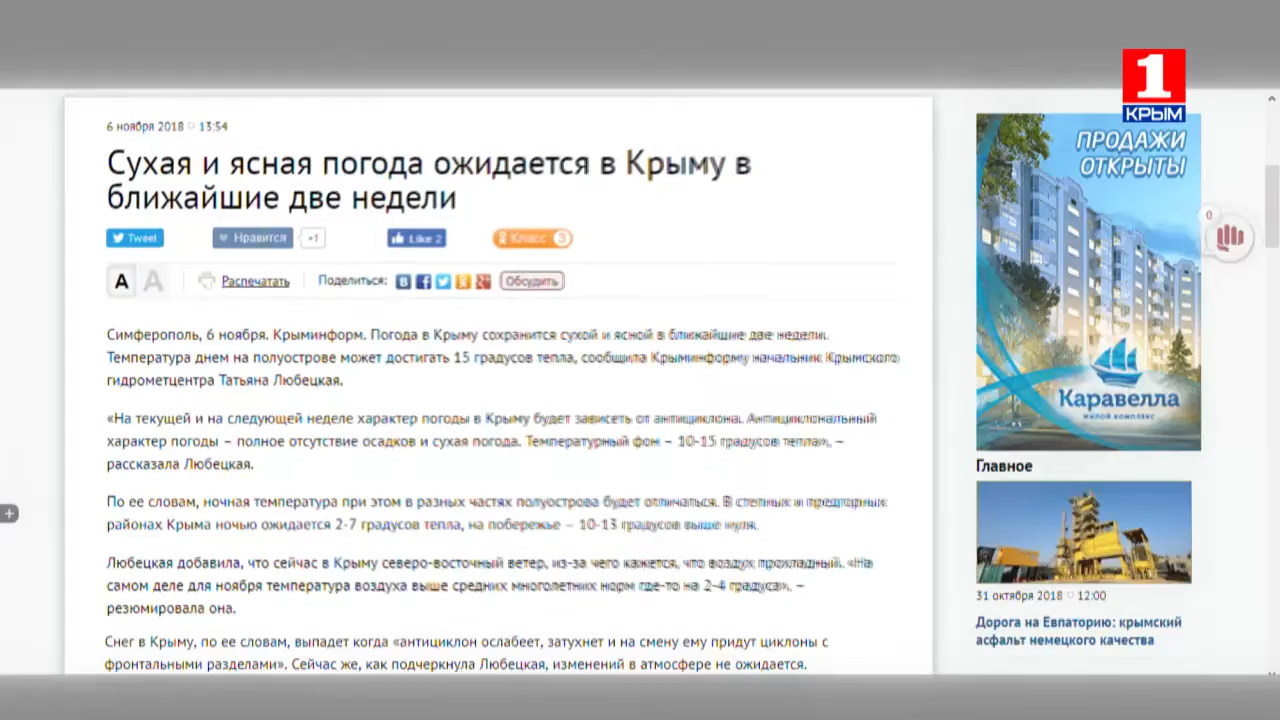 1
КРЫМ
6 ноября 2018 13:54
Сухая и ясная погода ожидается в Крыму в
ближайшие две недели
Tweet
Нравится
+1
Like 2
Класс 3
A A
Распечатать
Поделиться:
Обсудить
Симферополь, 6 ноября. Крыминформ. Погода в Крыму сохранится сухой и ясной в ближайшие две недели.
Температура днем на полуострове может достигать 15 градусов тепла, сообщила Крыминформу начальник Крымского
гидрометцентра Татьяна Любецкая.
«На текущей и на следующей неделе характер погоды в Крыму будет зависеть от антициклона. Антициклональный
характер погоды – полное отсутствие осадков и сухая погода. Температурный фон – 10-15 градусов тепла», –
рассказала Любецкая.
По ее словам, ночная температура при этом в разных частях полуострова будет отличаться. В степных и предгорных
районах Крыма ночью ожидается 2-7 градусов тепла, на побережье – 10-13 градусов выше нуля.
Любецкая добавила, что сейчас в Крыму северо-восточный ветер, из-за чего кажется, что воздух прохладный. «На
самом деле для ноября температура воздуха выше средних многолетних норм где-то на 2-4 градуса», –
резюмировала она.
Снег в Крыму, по ее словам, выпадет когда «антициклон ослабеет, затухнет и на смену ему придут циклоны с
фронтальными разделами». Сейчас же, как подчеркнула Любецкая, изменений в атмосфере не ожидается.
ПРОДАЖИ
ОТКРЫТЫ
Каравелла
ЖИЛОЙ КОМПЛЕКС
0
Главное
31 октября 2018 12:00
Дорога на Евпаторию: крымский
асфальт немецкого качества